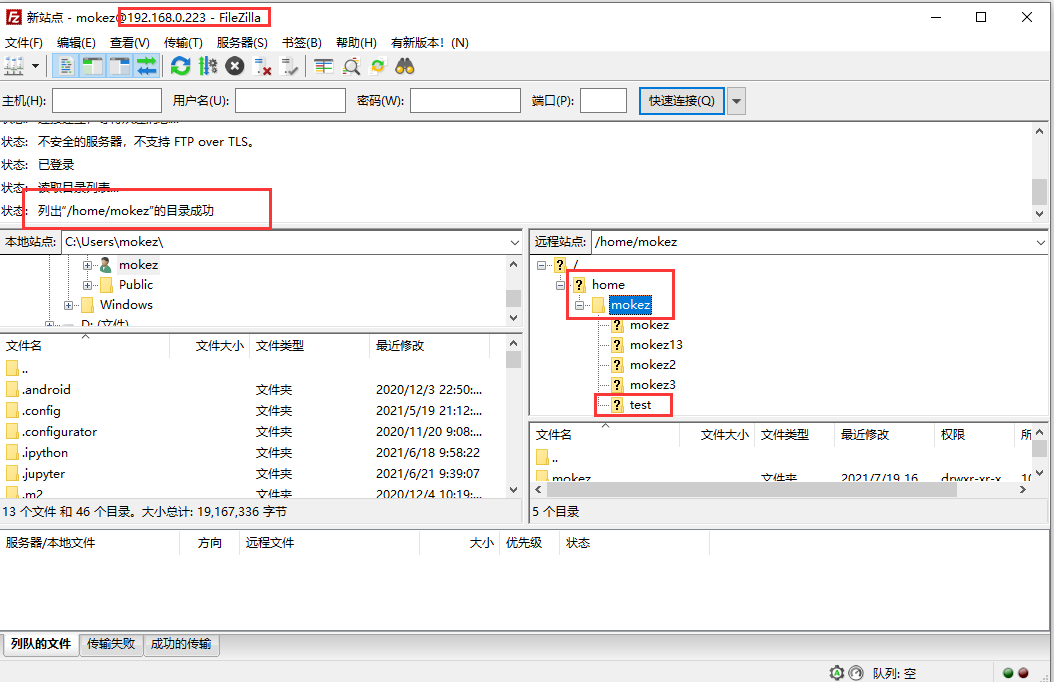 新站点 - mokez@192.168.0.223 - FileZilla
文件(F) 编辑(E) 查看(V) 传输(T) 服务器(S) 书签(B) 帮助(H) 有新版本！(N)
主机(H): 用户名(U): 密码(W): 端口(P): 快速连接(Q)
状态: 不安全的服务器，不支持 FTP over TLS。
状态: 已登录
状态: 读取目录列表...
状态: 列出“/home/mokez”的目录成功
本地站点: C:\Users\mokez\
mokez
Public
Windows
D: (文件)
远程站点: /home/mokez
/
home
mokez
mokez
mokez13
mokez2
mokez3
test
文件名 文件大小 文件类型 最近修改
..
.android 文件夹 2020/12/3 22:50:...
.config 文件夹 2021/5/19 21:12:...
.configurator 文件夹 2020/11/20 9:08:...
.ipython 文件夹 2021/6/18 9:58:22
.jupyter 文件夹 2021/6/21 9:39:07
.m2 文件夹 2020/12/4 10:19:...
13 个文件 和 46 个目录。大小总计: 19,167,336 字节
文件名 文件大小 文件类型 最近修改 权限 所
..
mokez 文件夹 2021/7/19 16 drwxr-xr-x 10
5 个目录
服务器/本地文件 方向 远程文件 大小 优先级 状态
列队的文件 传输失败 成功的传输
队列: 空